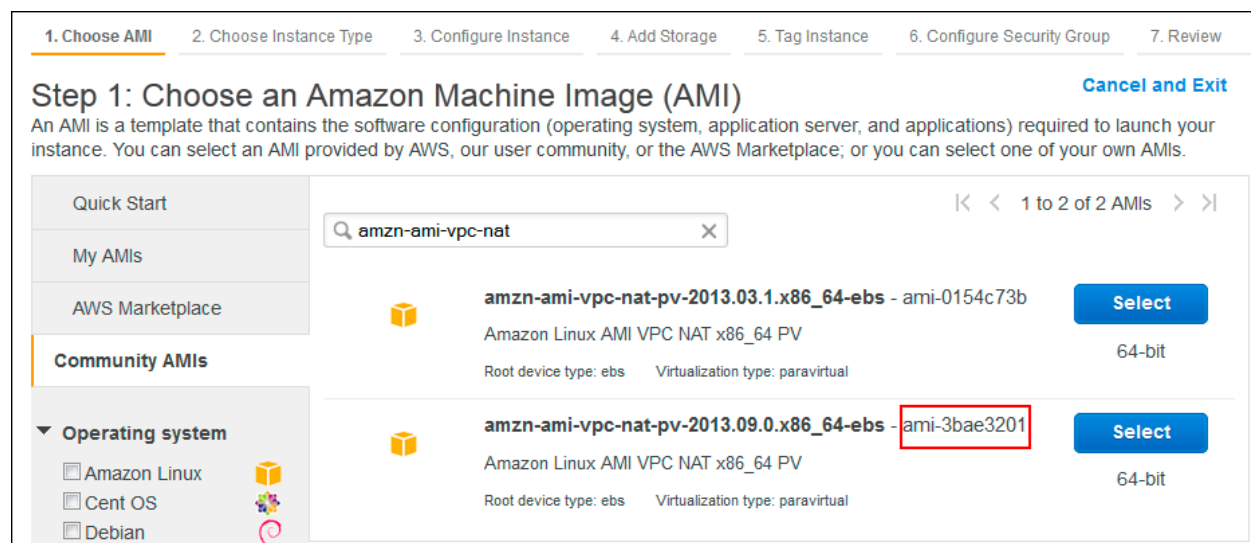 1. Choose AMI 2. Choose Instance Type 3. Configure Instance 4. Add Storage 5. Tag Instance 6. Configure Security Group 7. Review
Step 1: Choose an Amazon Machine Image (AMI)
Cancel and Exit
An AMI is a template that contains the software configuration (operating system, application server, and applications) required to launch your
instance. You can select an AMI provided by AWS, our user community, or the AWS Marketplace; or you can select one of your own AMIs.
Quick Start
My AMIs
AWS Marketplace
Community AMIs
Operating system
Amazon Linux
Cent OS
Debian
1 to 2 of 2 AMIs
amzn-ami-vpc-nat
amzn-ami-vpc-nat-pv-2013.03.1.x86_64-ebs - ami-0154c73b
Select
Amazon Linux AMI VPC NAT x86_64 PV
64-bit
Root device type: ebs Virtualization type: paravirtual
amzn-ami-vpc-nat-pv-2013.09.0.x86_64-ebs - ami-3bae3201
Select
Amazon Linux AMI VPC NAT x86_64 PV
64-bit
Root device type: ebs Virtualization type: paravirtual